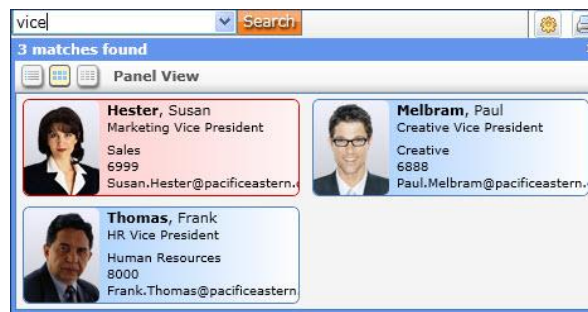 vice Search
3 matches found
Panel View
Hester, Susan
Marketing Vice President
Sales
6999
Susan.Hester@pacificeastern.
Melbram, Paul
Creative Vice President
Creative
6888
Paul.Melbram@pacificeastern.
Thomas, Frank
HR Vice President
Human Resources
8000
Frank.Thomas@pacificeastern.